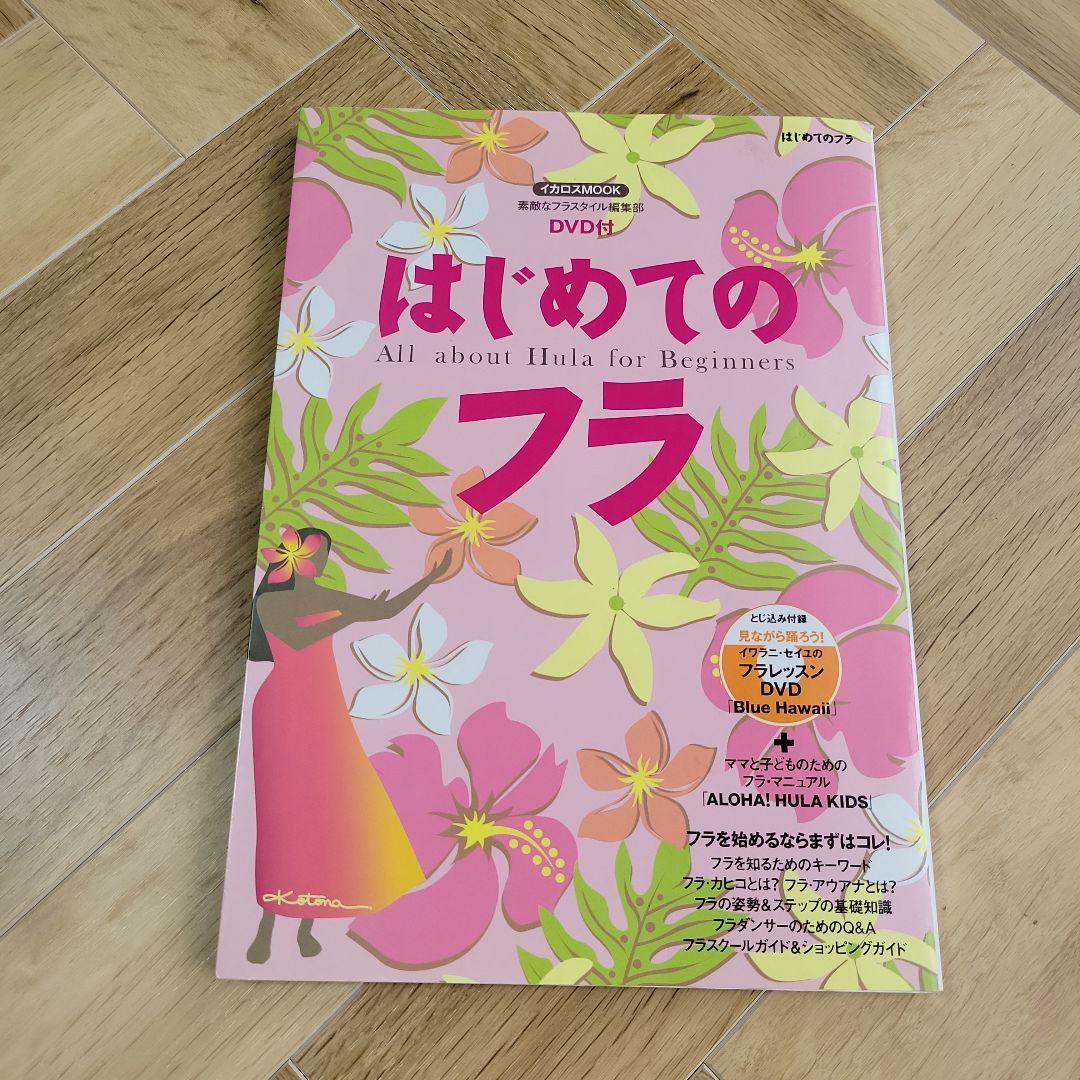 はじめてのフラ
イカロスMOOK
素敵なフラスタイル編集部
DVD付
はじめての
All about Hula for Beginners
フラ
とじ込み付録
見ながら踊ろう!
イワラニ・セイユの
フラレッスン
DVD
「Blue Hawaii」
+
ママと子どものための
フラ・マニュアル
「ALOHA! HULA KIDS」
フラを始めるならまずはコレ!
フラを知るためのキーワード
フラ・カヒコとは? フラ・アウアナとは?
フラの姿勢&ステップの基礎知識
フラダンサーのためのQ&A
フラスクールガイド&ショッピングガイド
Kotona